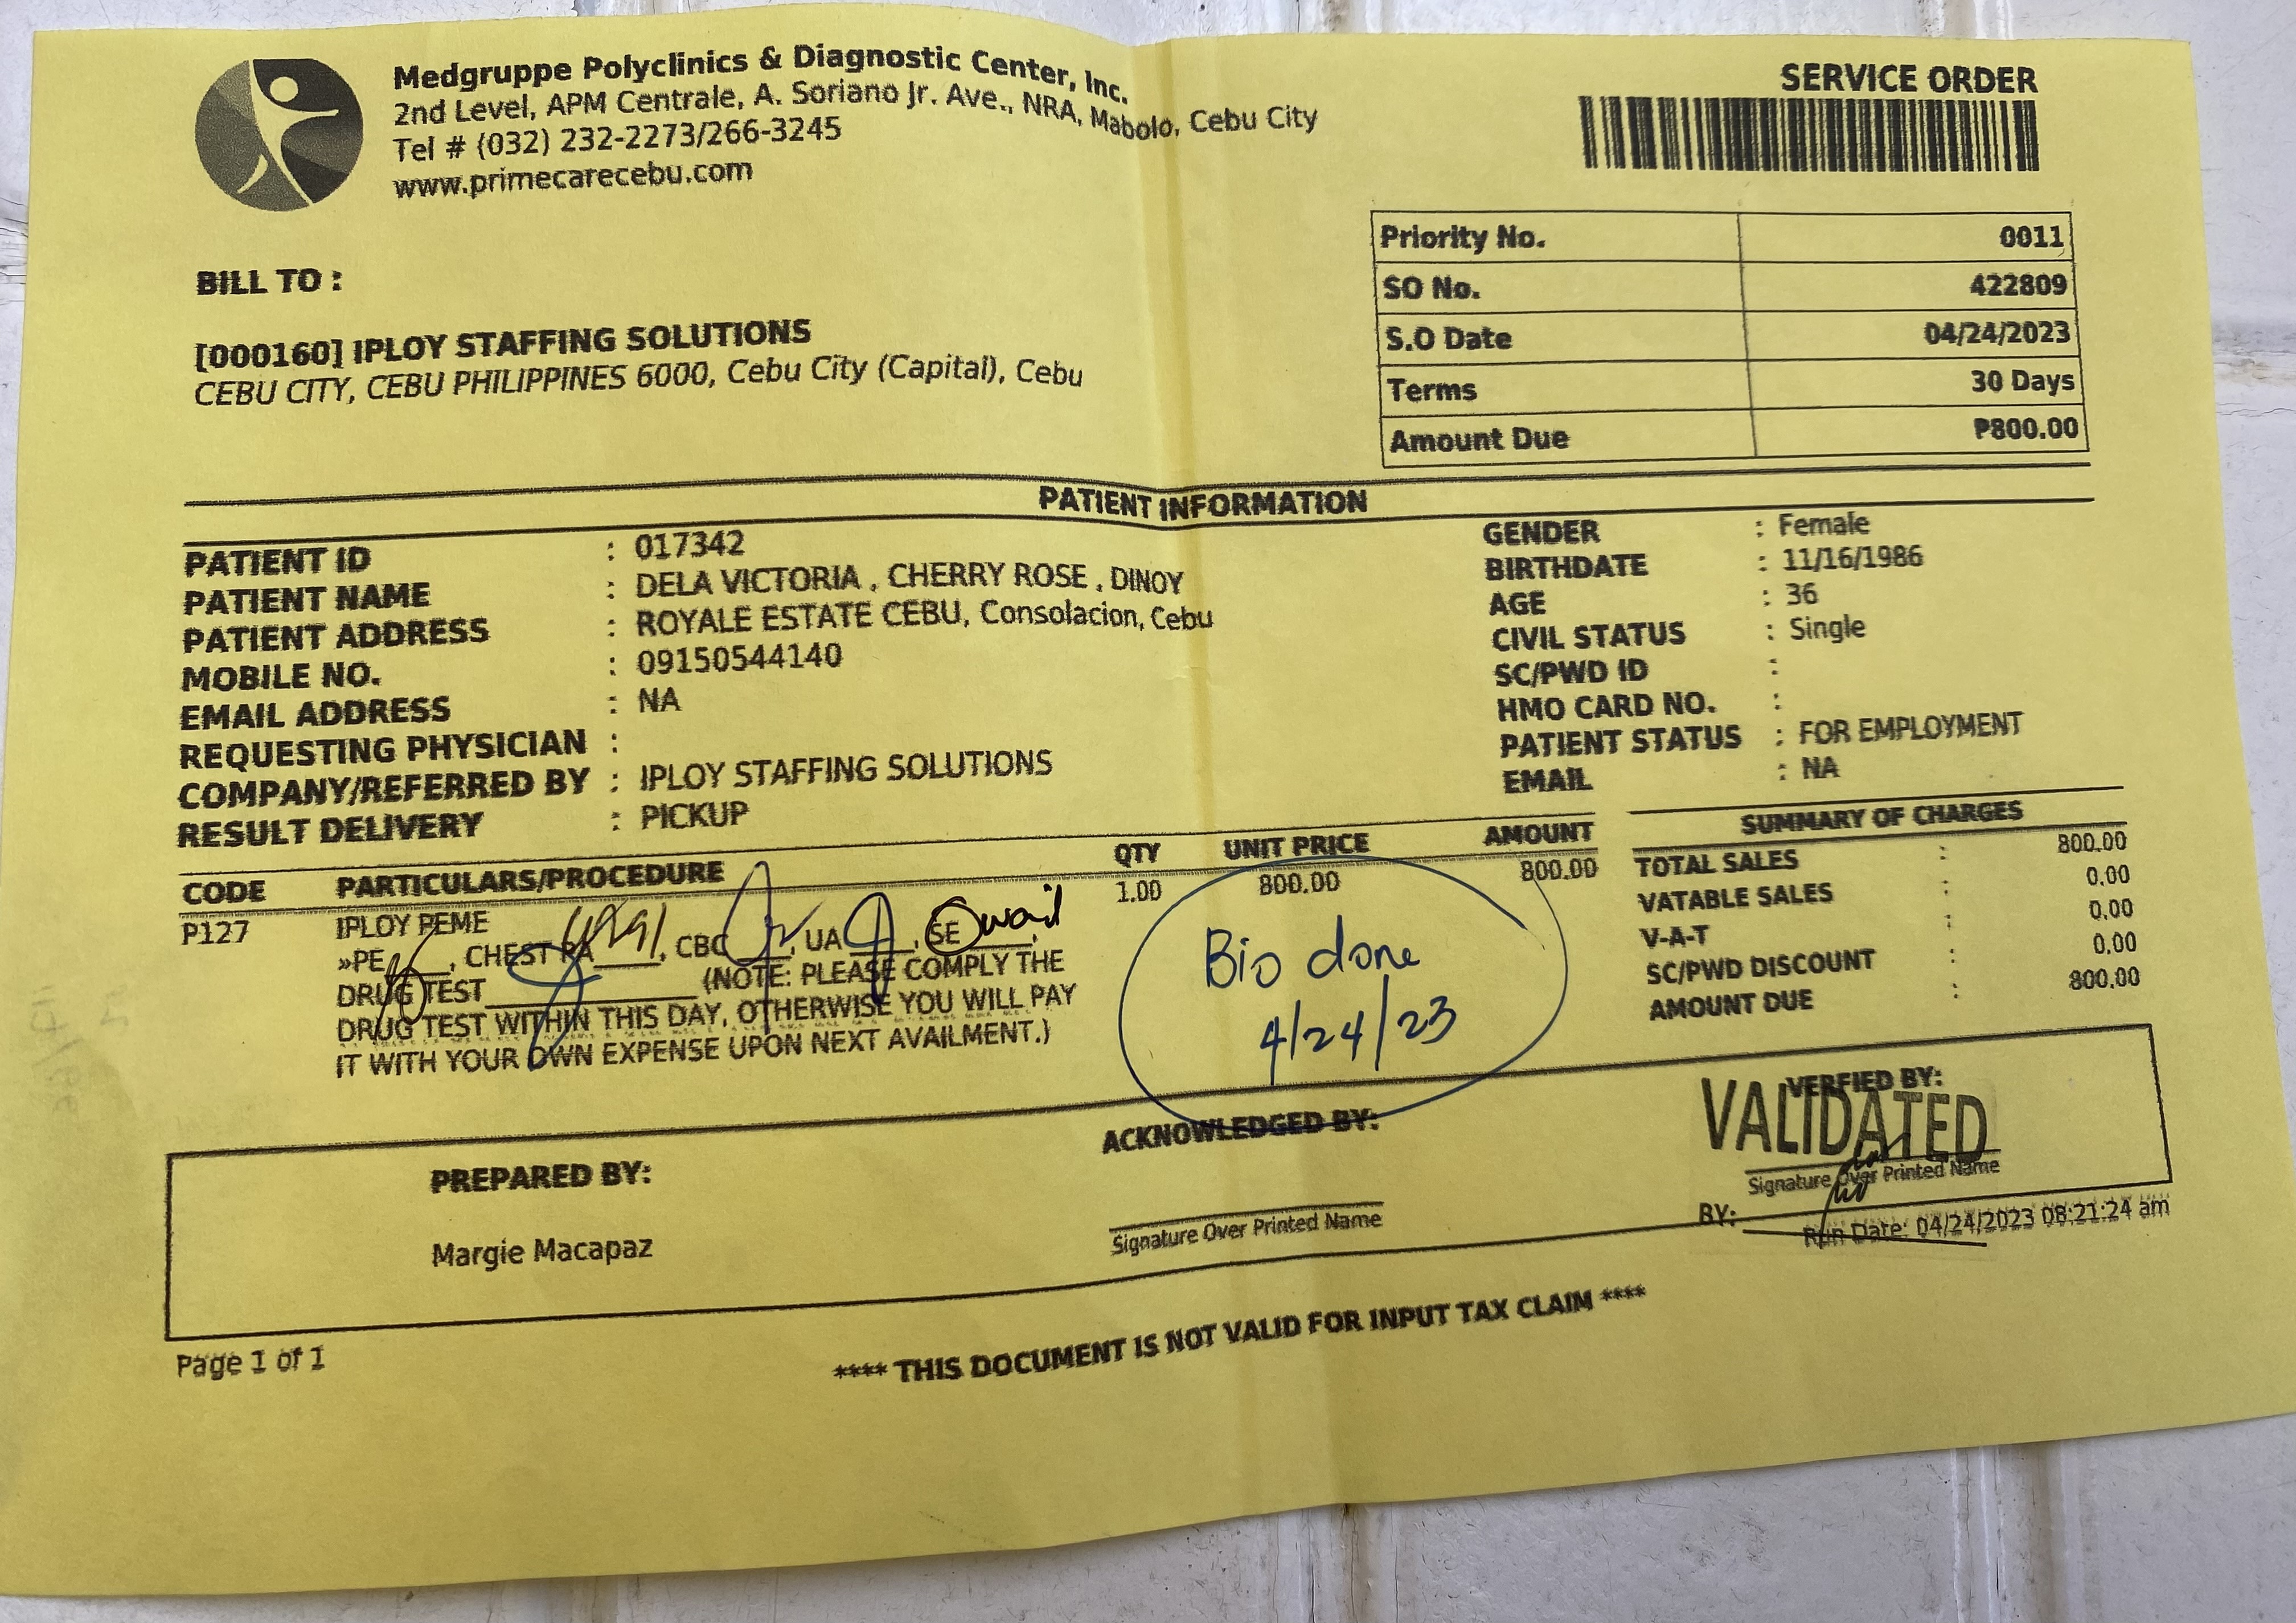 Medgruppe Polyclinics & Diagnostic Center, Inc.
2nd Level, APM Centrale, A. Soriano Jr. Ave., NRA, Mabolo, Cebu City
Tel # (032) 232-2273/266-3245
www.primecarecebu.com
SERVICE ORDER
Priority No. 0011
SO No. 422809
S.O Date 04/24/2023
Terms 30 Days
Amount Due ₱800.00
BILL TO :
[000160] IPLOY STAFFING SOLUTIONS
CEBU CITY, CEBU PHILIPPINES 6000, Cebu City (Capital), Cebu
PATIENT INFORMATION
PATIENT ID : 017342
PATIENT NAME : DELA VICTORIA , CHERRY ROSE , DINOY
PATIENT ADDRESS : ROYALE ESTATE CEBU, Consolacion, Cebu
MOBILE NO. : 09150544140
EMAIL ADDRESS : NA
REQUESTING PHYSICIAN :
COMPANY/REFERRED BY : IPLOY STAFFING SOLUTIONS
RESULT DELIVERY : PICKUP
GENDER : Female
BIRTHDATE : 11/16/1986
AGE : 36
CIVIL STATUS : Single
SC/PWD ID :
HMO CARD NO. :
PATIENT STATUS : FOR EMPLOYMENT
EMAIL : NA
CODE PARTICULARS/PROCEDURE QTY UNIT PRICE AMOUNT
P127 IPLOY PEME 1.00 800.00 800.00
»PE____, CHEST PA____, CBC____, UA____, SE____,
DRUG TEST____________ (NOTE: PLEASE COMPLY THE
DRUG TEST WITHIN THIS DAY, OTHERWISE YOU WILL PAY
IT WITH YOUR OWN EXPENSE UPON NEXT AVAILMENT.)
Bio done
4/24/23
SUMMARY OF CHARGES
TOTAL SALES : 800.00
VATABLE SALES : 0.00
V-A-T : 0.00
SC/PWD DISCOUNT : 0.00
AMOUNT DUE : 800.00
PREPARED BY:
Margie Macapaz
ACKNOWLEDGED BY:
Signature Over Printed Name
VERFIED BY:
VALIDATED
Signature Over Printed Name
BY:
Run Date: 04/24/2023 08:21:24 am
Page 1 of 1
**** THIS DOCUMENT IS NOT VALID FOR INPUT TAX CLAIM ****